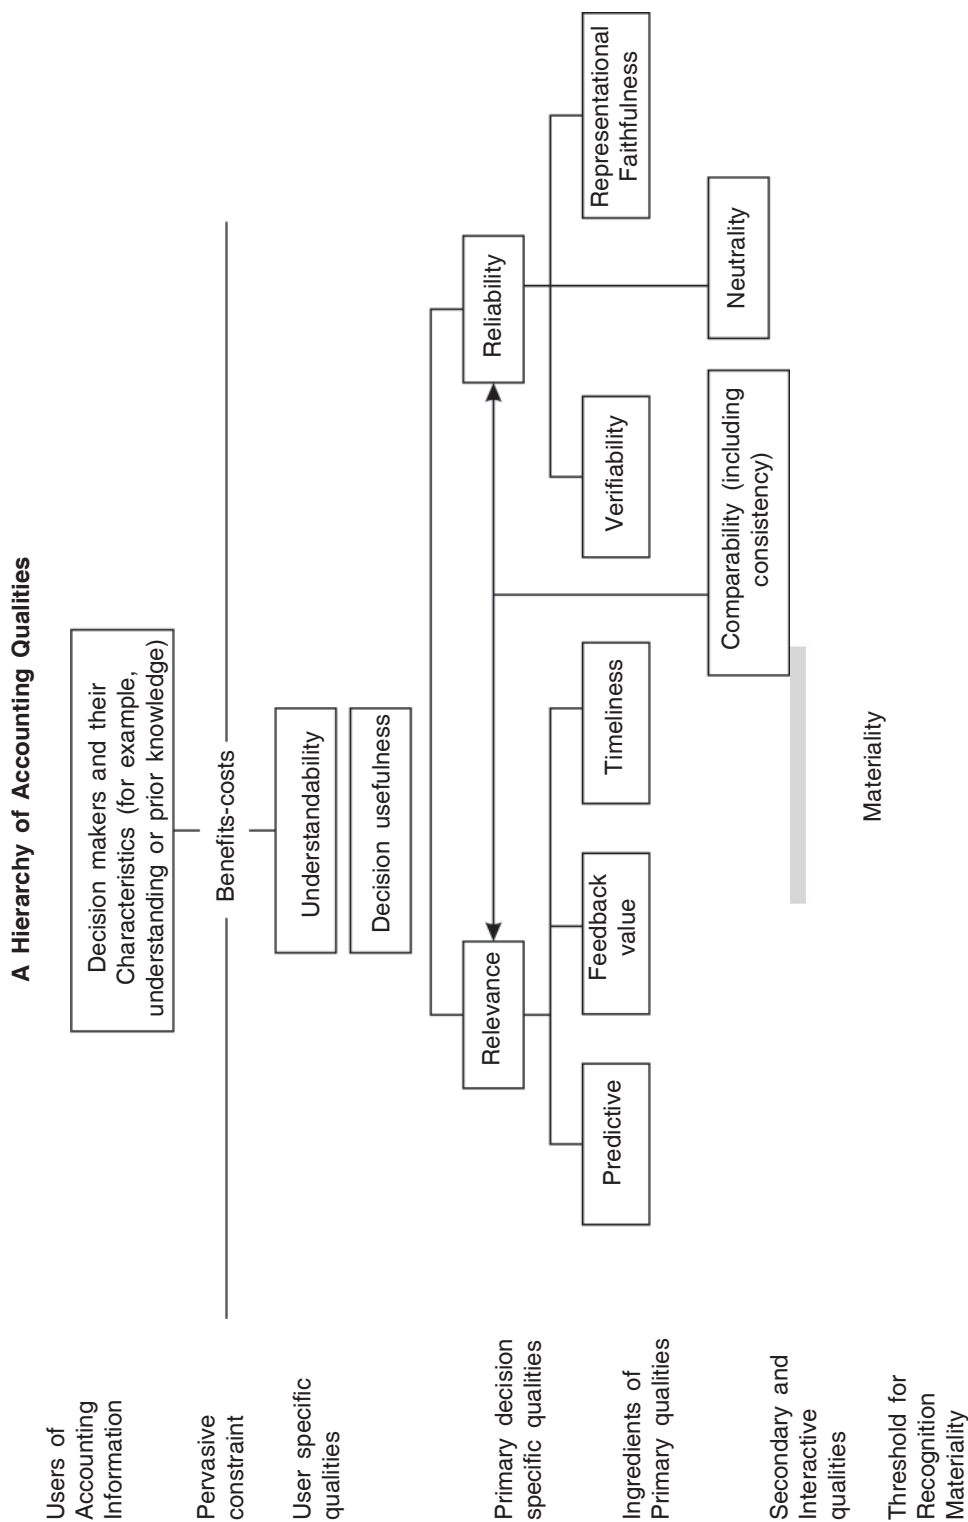 A Hierarchy of Accounting Qualities
Users of
Accounting
Information
Decision makers and their
Characteristics (for example,
understanding or prior knowledge)
Pervasive
constraint
Benefits-costs
User specific
qualities
Understandability
Decision usefulness
Primary decision
specific qualities
Relevance
Reliability
Ingredients of
Primary qualities
Predictive
Feedback
value
Timeliness
Verifiability
Representational
Faithfulness
Secondary and
Interactive
qualities
Comparability (including
consistency)
Neutrality
Threshold for
Recognition
Materiality
Materiality